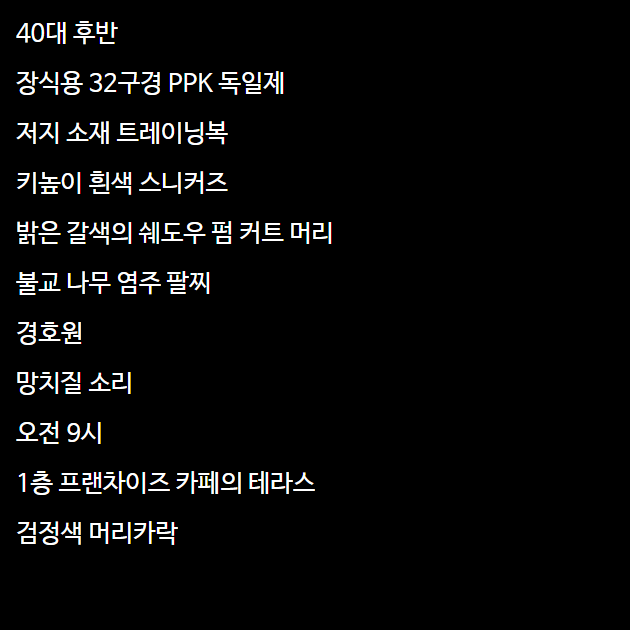 40대 후반
장식용 32구경 PPK 독일제
저지 소재 트레이닝복
키높이 흰색 스니커즈
밝은 갈색의 쉐도우 펌 커트 머리
불교 나무 염주 팔찌
경호원
망치질 소리
오전 9시
1층 프랜차이즈 카페의 테라스
검정색 머리카락